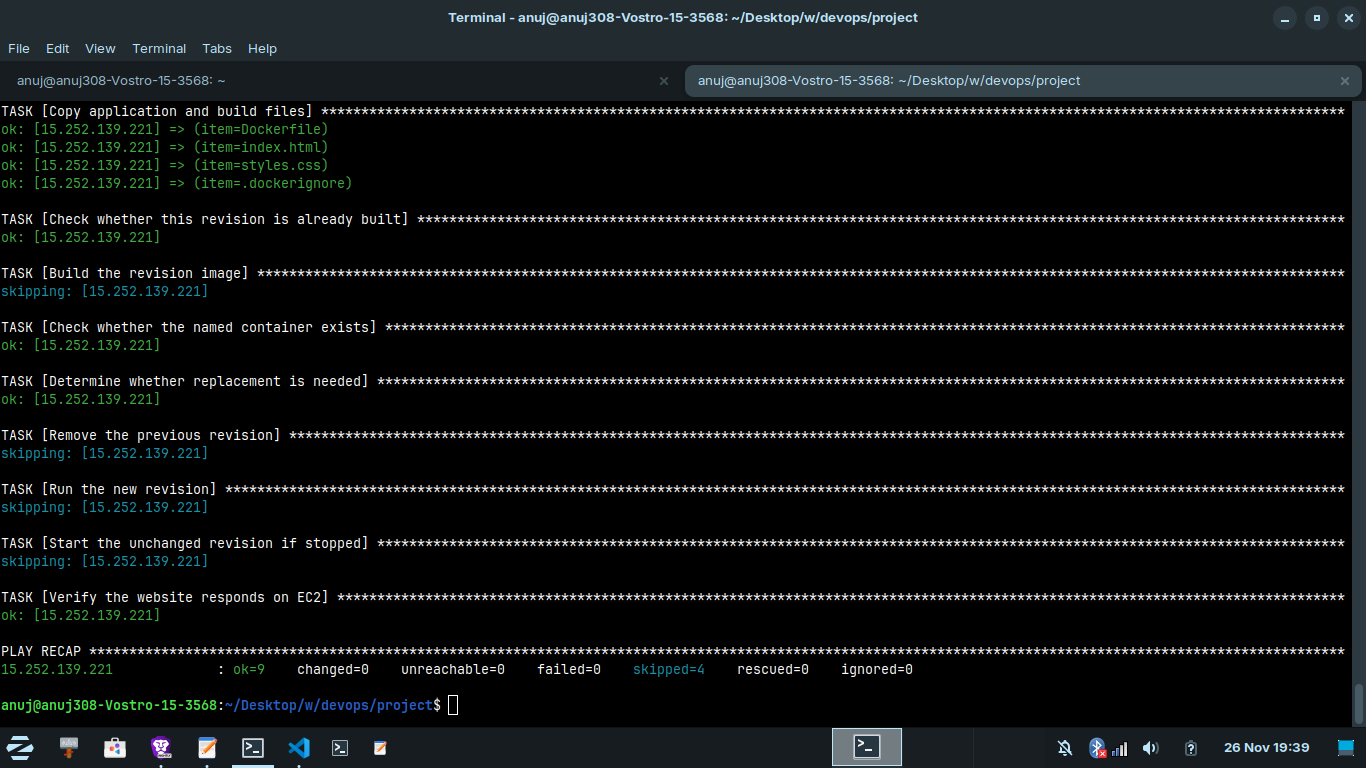 Terminal - anuj@anuj308-Vostro-15-3568: ~/Desktop/w/devops/project
File Edit View Terminal Tabs Help
anuj@anuj308-Vostro-15-3568: ~
anuj@anuj308-Vostro-15-3568: ~/Desktop/w/devops/project
TASK [Copy application and build files] ********************************************************************************************************************************
ok: [15.252.139.221] => (item=Dockerfile)
ok: [15.252.139.221] => (item=index.html)
ok: [15.252.139.221] => (item=styles.css)
ok: [15.252.139.221] => (item=.dockerignore)
TASK [Check whether this revision is already built] ********************************************************************************************************************
ok: [15.252.139.221]
TASK [Build the revision image] ****************************************************************************************************************************************
skipping: [15.252.139.221]
TASK [Check whether the named container exists] ************************************************************************************************************************
ok: [15.252.139.221]
TASK [Determine whether replacement is needed] *************************************************************************************************************************
ok: [15.252.139.221]
TASK [Remove the previous revision] ************************************************************************************************************************************
skipping: [15.252.139.221]
TASK [Run the new revision] ********************************************************************************************************************************************
skipping: [15.252.139.221]
TASK [Start the unchanged revision if stopped] *************************************************************************************************************************
skipping: [15.252.139.221]
TASK [Verify the website responds on EC2] ******************************************************************************************************************************
ok: [15.252.139.221]
PLAY RECAP *************************************************************************************************************************************************************
15.252.139.221 : ok=9 changed=0 unreachable=0 failed=0 skipped=4 rescued=0 ignored=0
anuj@anuj308-Vostro-15-3568:~/Desktop/w/devops/project$
26 Nov 19:39